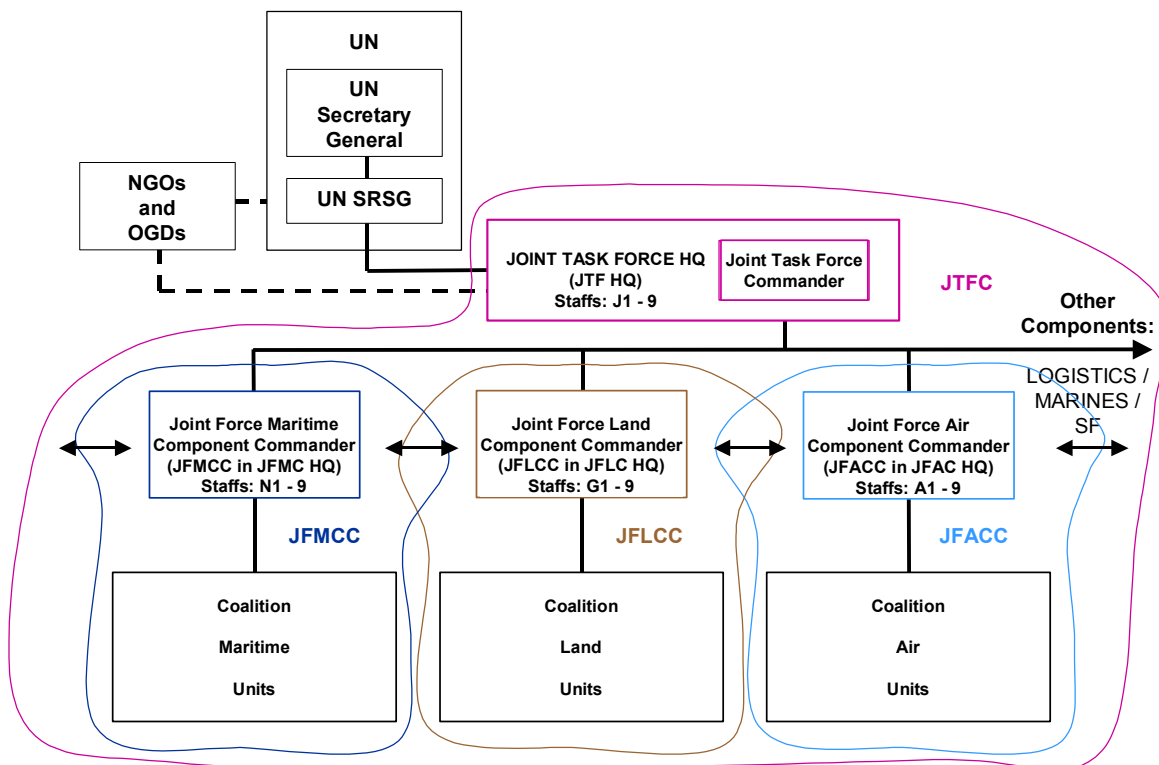 UN
UN
Secretary
General
UN SRSG
NGOs
and
OGDs
JOINT TASK FORCE HQ
(JTF HQ)
Staffs: J1 - 9
Joint Task Force
Commander
JTFC
Other
Components:
LOGISTICS /
MARINES /
SF
Joint Force Maritime
Component Commander
(JFMCC in JFMC HQ)
Staffs: N1 - 9
Joint Force Land
Component Commander
(JFLCC in JFLC HQ)
Staffs: G1 - 9
Joint Force Air
Component Commander
(JFACC in JFAC HQ)
Staffs: A1 - 9
JFMCC
JFLCC
JFACC
Coalition
Maritime
Units
Coalition
Land
Units
Coalition
Air
Units